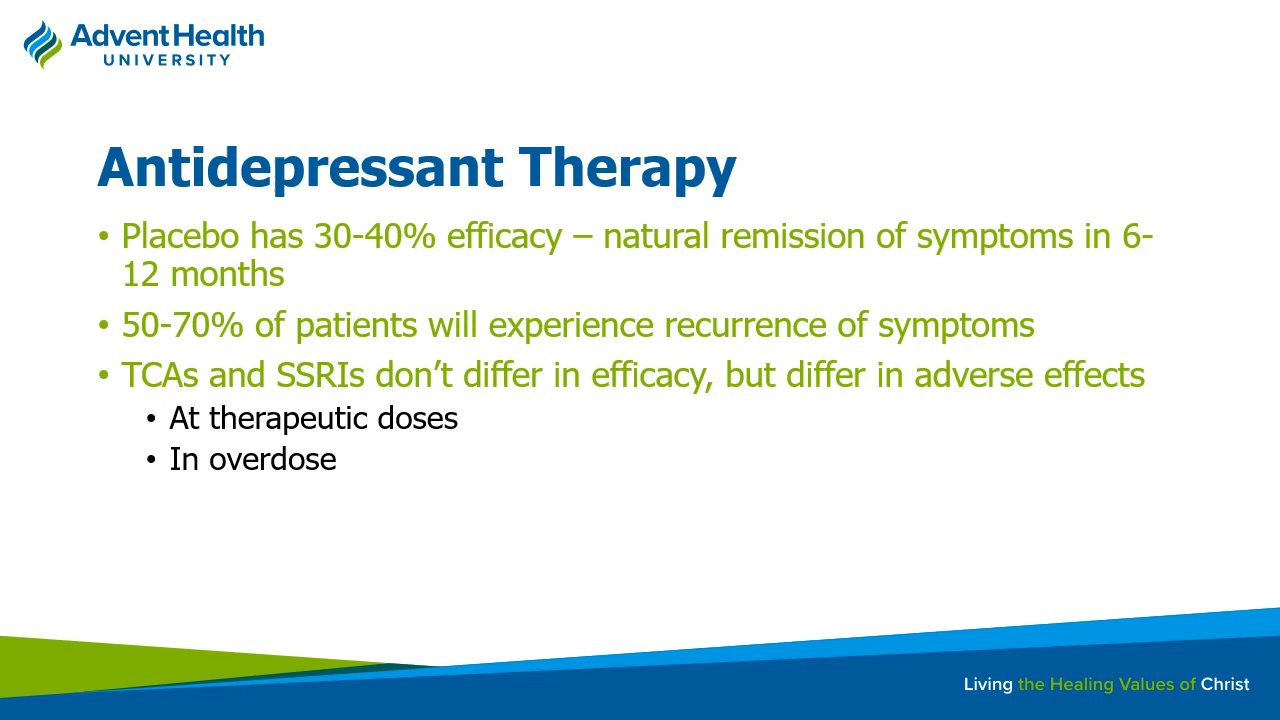 AdventHealth
UNIVERSITY
Antidepressant Therapy
• Placebo has 30-40% efficacy – natural remission of symptoms in 6-
12 months
• 50-70% of patients will experience recurrence of symptoms
• TCAs and SSRIs don’t differ in efficacy, but differ in adverse effects
• At therapeutic doses
• In overdose
Living the Healing Values of Christ